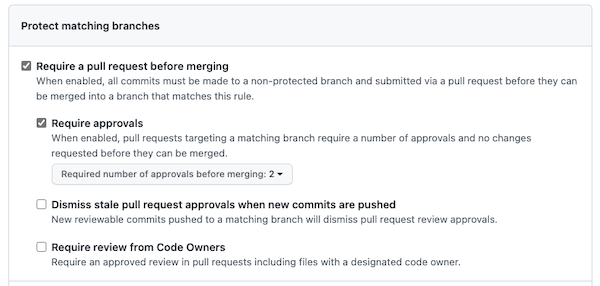 Protect matching branches
Require a pull request before merging
When enabled, all commits must be made to a non-protected branch and submitted via a pull request before they can
be merged into a branch that matches this rule.
Require approvals
When enabled, pull requests targeting a matching branch require a number of approvals and no changes
requested before they can be merged.
Required number of approvals before merging: 2
Dismiss stale pull request approvals when new commits are pushed
New reviewable commits pushed to a matching branch will dismiss pull request review approvals.
Require review from Code Owners
Require an approved review in pull requests including files with a designated code owner.